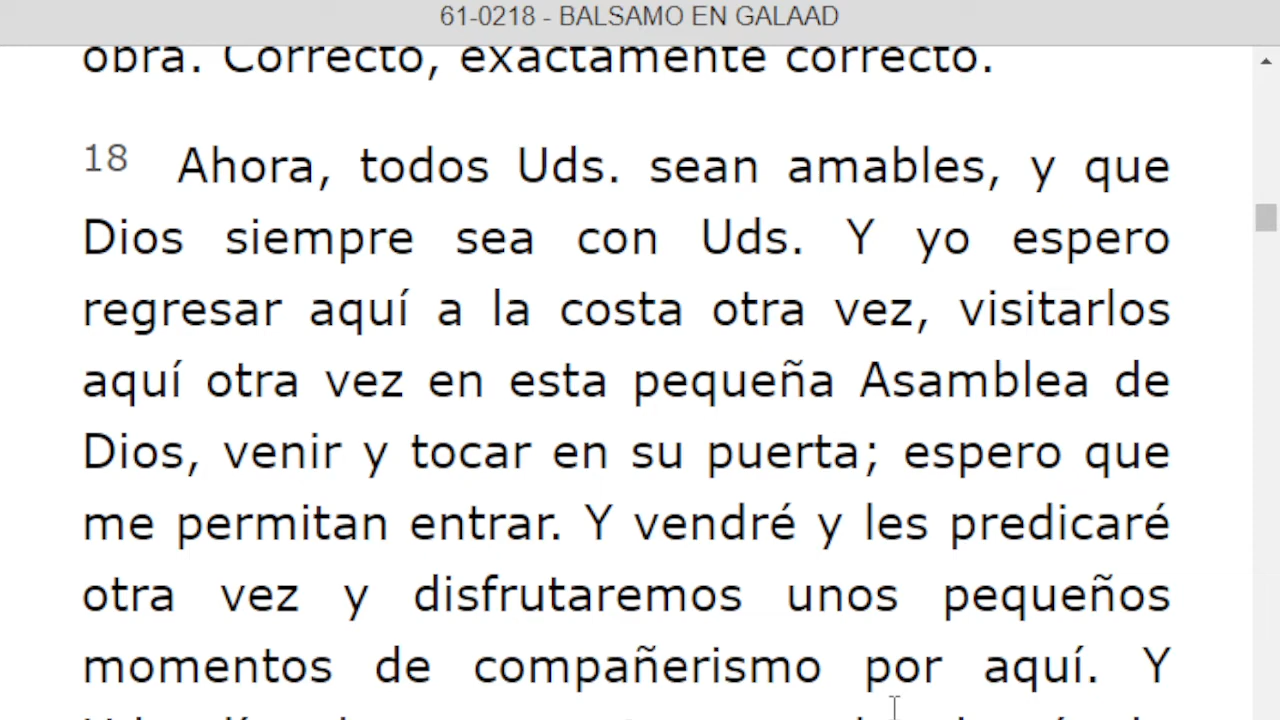 61-0218 - BALSAMO EN GALAAD
obra. Correcto, exactamente correcto.
18 Ahora, todos Uds. sean amables, y que
Dios siempre sea con Uds. Y yo espero
regresar aquí a la costa otra vez, visitarlos
aquí otra vez en esta pequeña Asamblea de
Dios, venir y tocar en su puerta; espero que
me permitan entrar. Y vendré y les predicaré
otra vez y disfrutaremos unos pequeños
momentos de compañerismo por aquí. Y